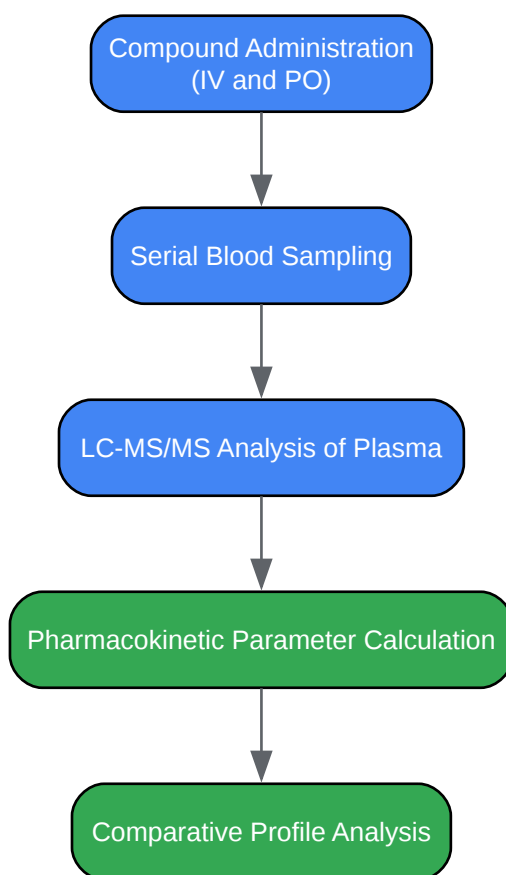 Compound Administration
(IV and PO)
Serial Blood Sampling
LC-MS/MS Analysis of Plasma
Pharmacokinetic Parameter Calculation
Comparative Profile Analysis